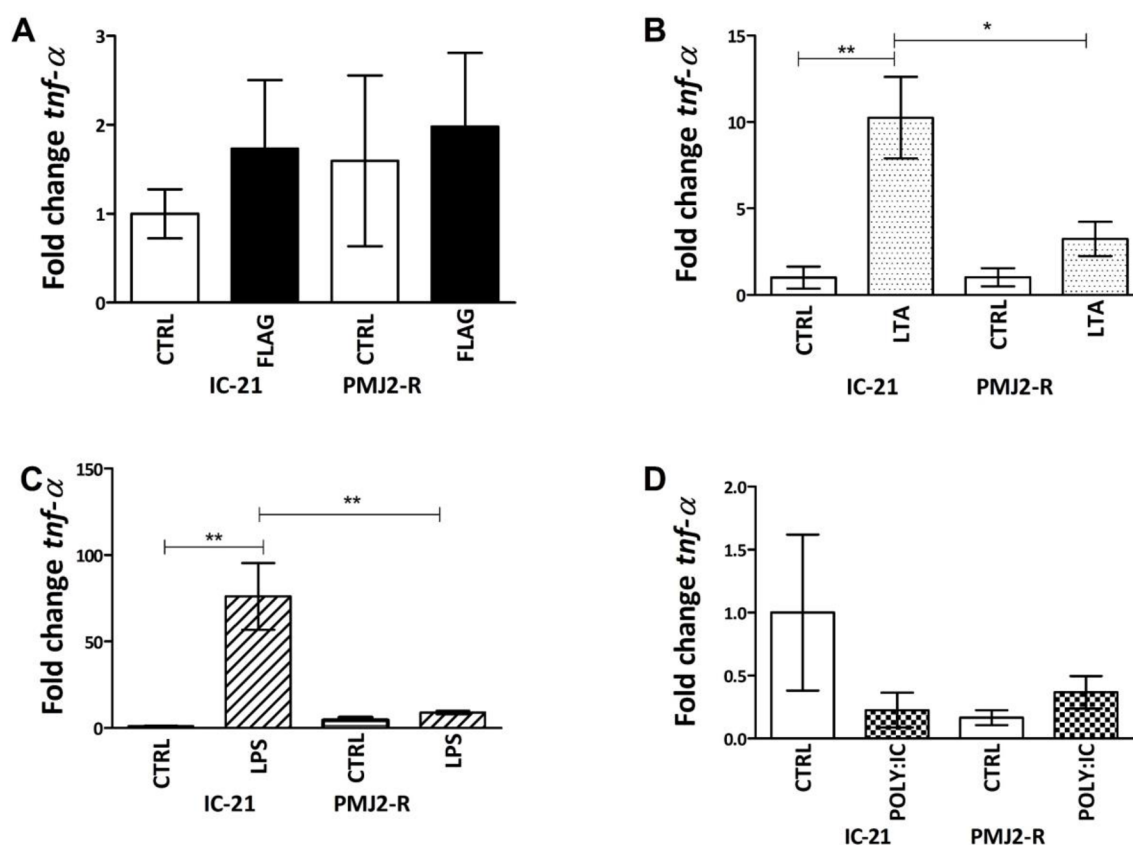 A
Fold change tnf-α
3
2
1
0
CTRL
FLAG
CTRL
FLAG
IC-21
PMJ2-R
B
Fold change tnf-α
15
10
5
0
**
*
CTRL
LTA
CTRL
LTA
IC-21
PMJ2-R
C
Fold change tnf-α
150
100
50
0
**
**
CTRL
LPS
CTRL
LPS
IC-21
PMJ2-R
D
Fold change tnf-α
2.0
1.5
1.0
0.5
0.0
CTRL
POLY:IC
CTRL
POLY:IC
IC-21
PMJ2-R